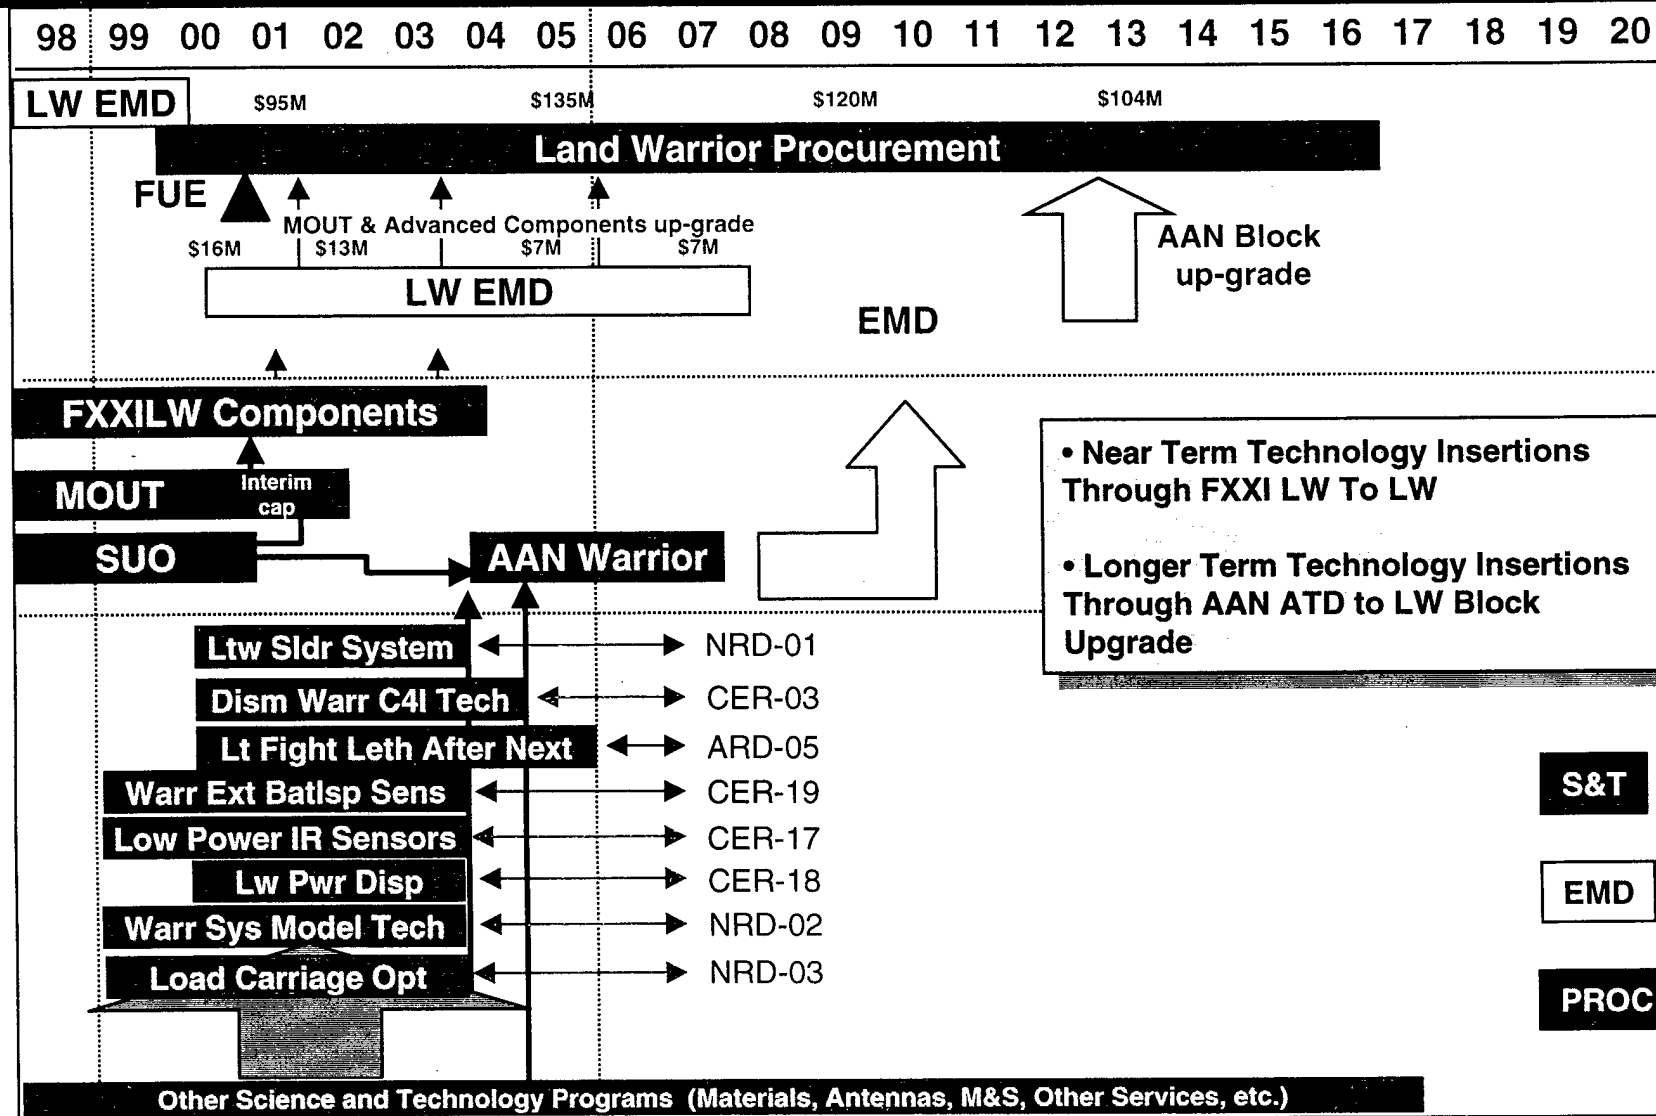 98 99 00 01 02 03 04 05 06 07 08 09 10 11 12 13 14 15 16 17 18 19 20
LW EMD
$95M $135M $120M $104M
Land Warrior Procurement
FUE
MOUT & Advanced Components up-grade
$16M $13M $7M $7M
LW EMD
AAN Block
up-grade
EMD
FXXILW Components
MOUT
Interim
cap
SUO
AAN Warrior
• Near Term Technology Insertions
Through FXXI LW To LW
• Longer Term Technology Insertions
Through AAN ATD to LW Block
Upgrade
Ltw Sldr System NRD-01
Dism Warr C4I Tech CER-03
Lt Fight Leth After Next ARD-05
Warr Ext Batlsp Sens CER-19
Low Power IR Sensors CER-17
Lw Pwr Disp CER-18
Warr Sys Model Tech NRD-02
Load Carriage Opt NRD-03
S&T
EMD
PROC
Other Science and Technology Programs (Materials, Antennas, M&S, Other Services, etc.)